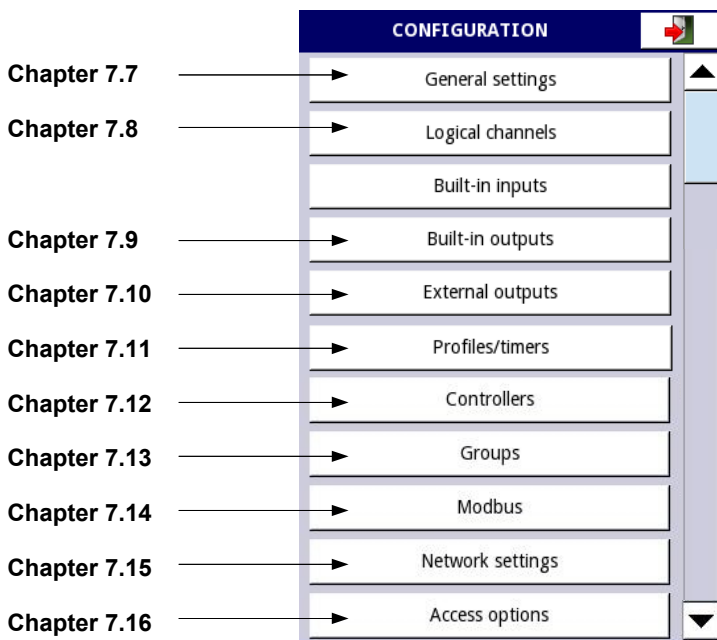 CONFIGURATION
Chapter 7.7 General settings
Chapter 7.8 Logical channels
Built-in inputs
Chapter 7.9 Built-in outputs
Chapter 7.10 External outputs
Chapter 7.11 Profiles/timers
Chapter 7.12 Controllers
Chapter 7.13 Groups
Chapter 7.14 Modbus
Chapter 7.15 Network settings
Chapter 7.16 Access options